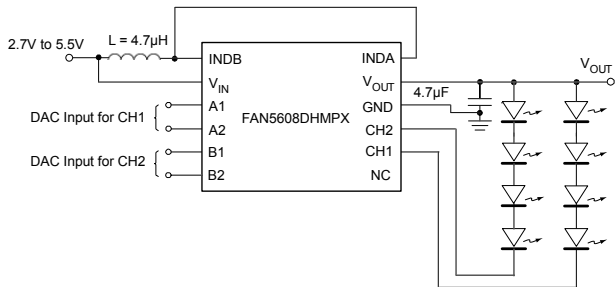 2.7V to 5.5V
L = 4.7µH
INDB
INDA
VIN
VOUT
VOUT
4.7µF
A1
GND
DAC Input for CH1
FAN5608DHMPX
A2
CH2
B1
CH1
DAC Input for CH2
B2
NC